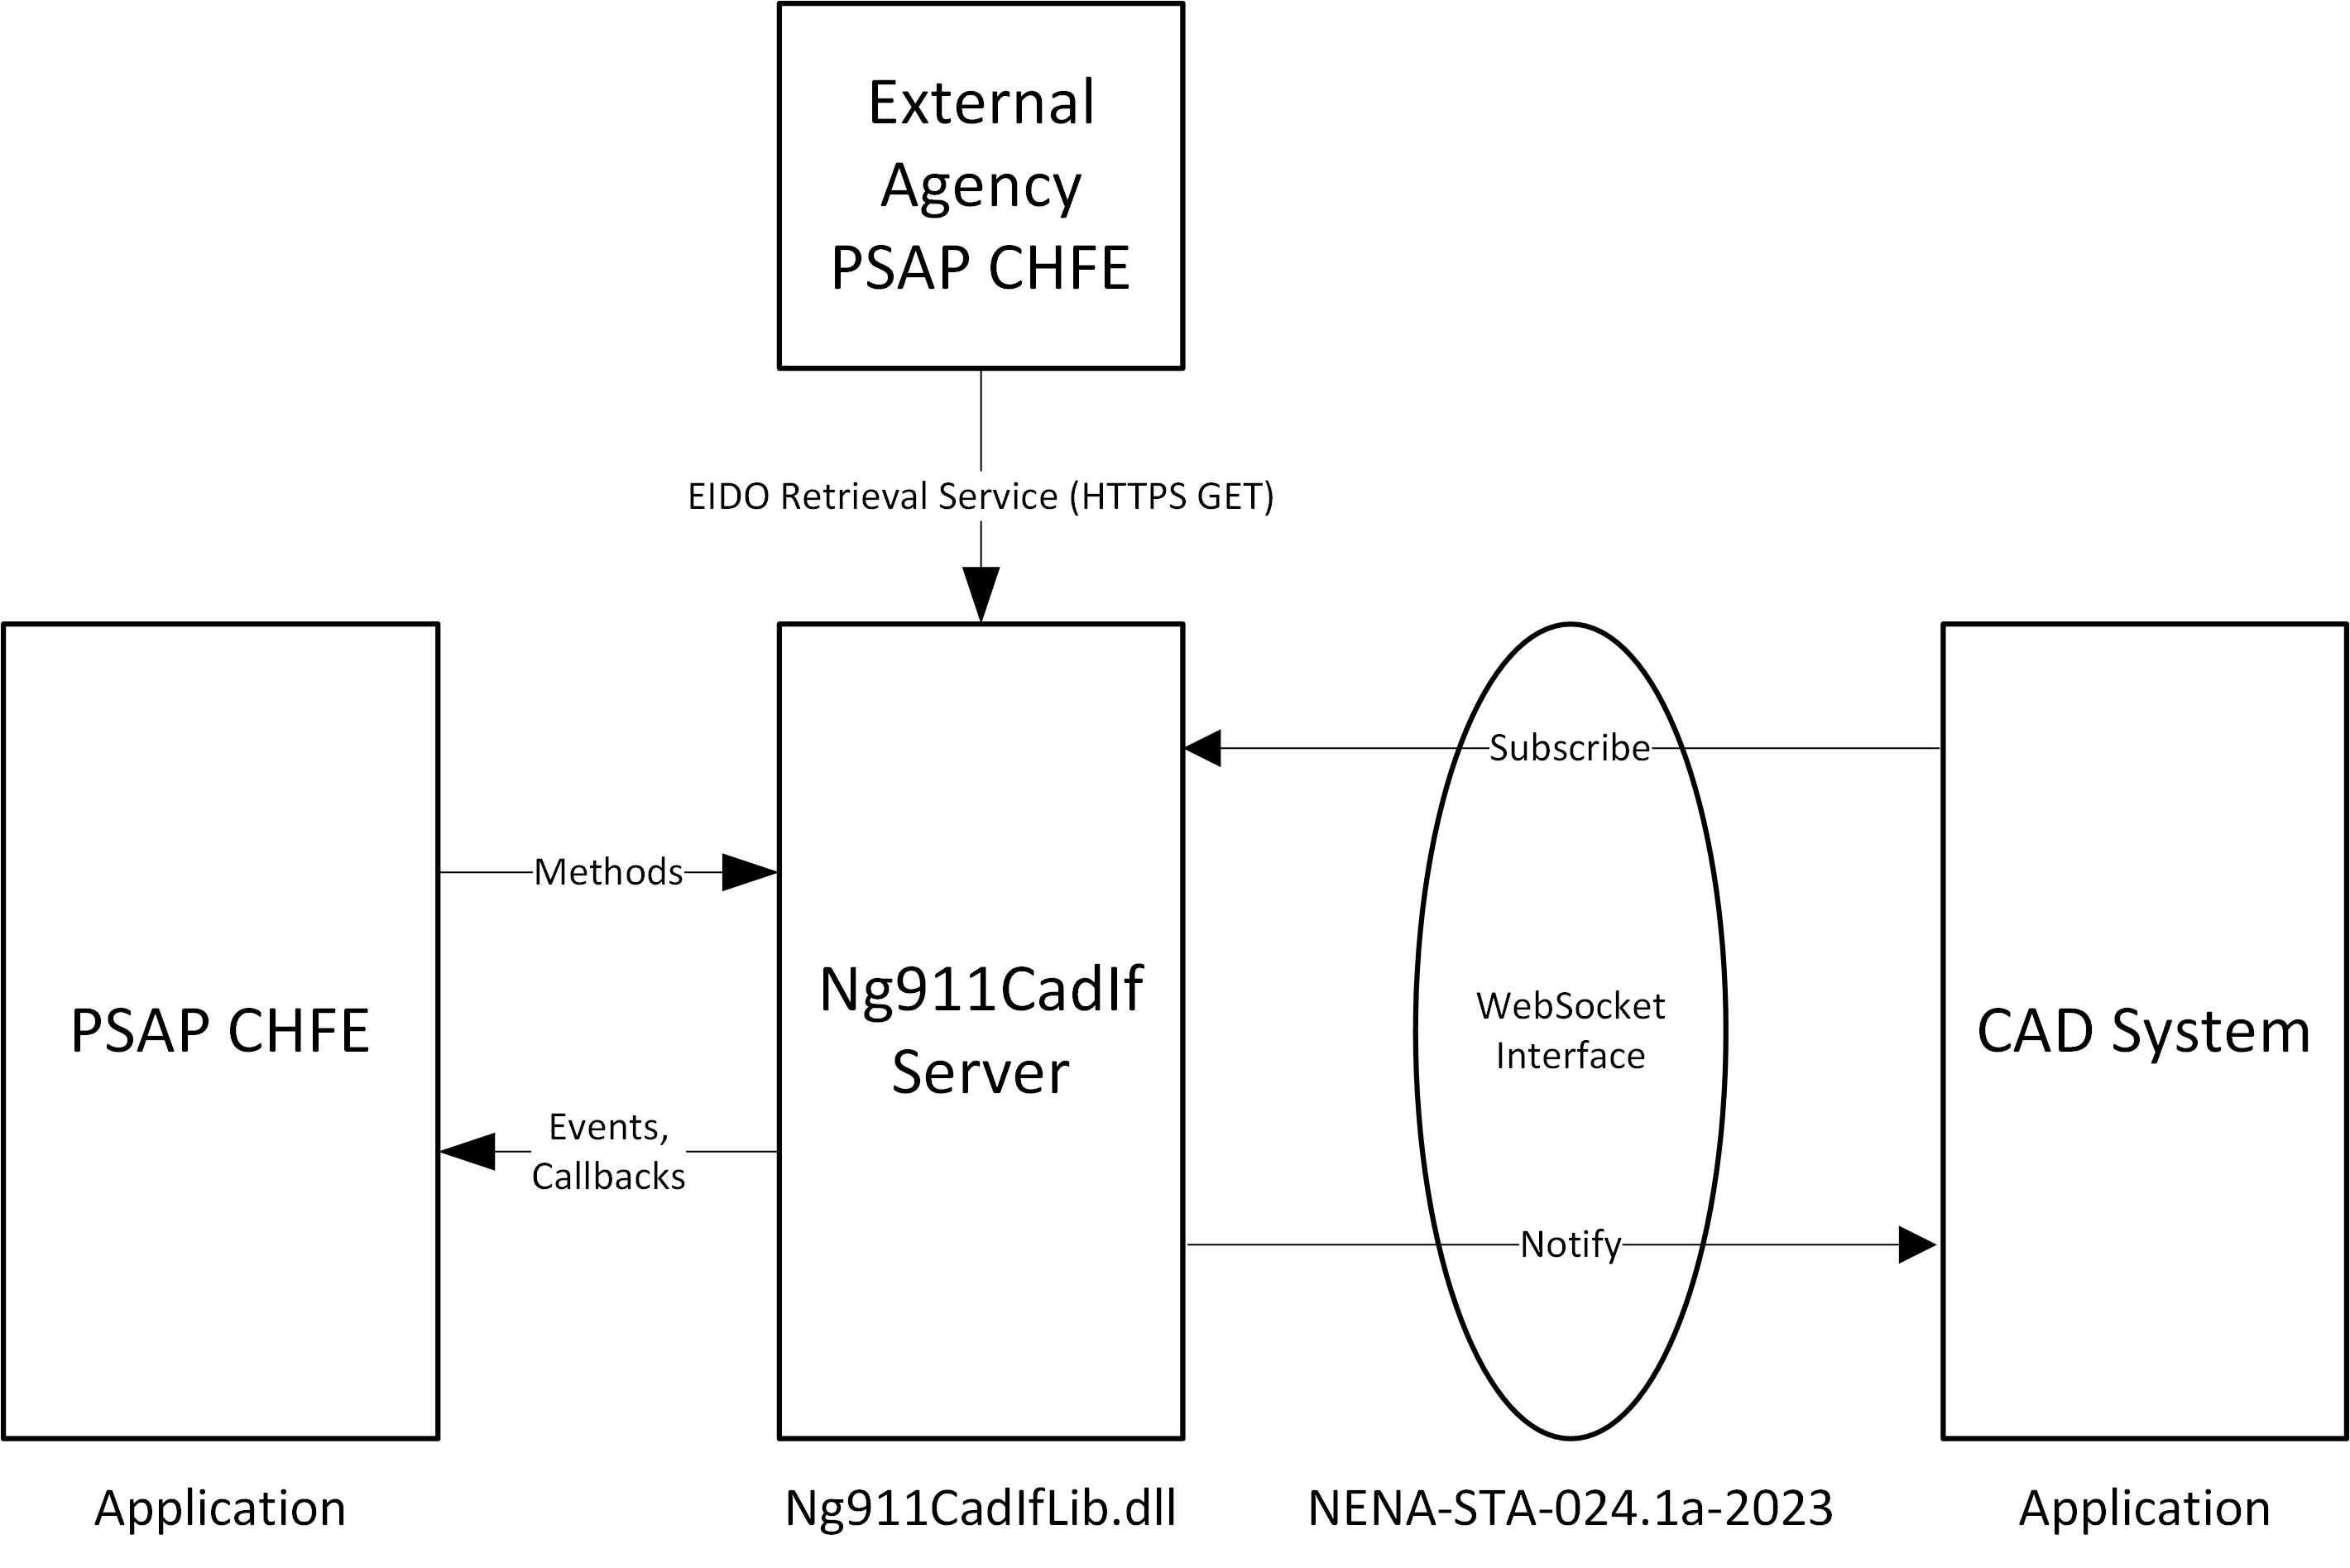 External
Agency
PSAP CHFE
EIDO Retrieval Service (HTTPS GET)
Subscribe
Methods
Ng911CadIf
Server
WebSocket
Interface
PSAP CHFE
CAD System
Events,
Callbacks
Notify
Application
Ng911CadIfLib.dll
NENA-STA-024.1a-2023
Application